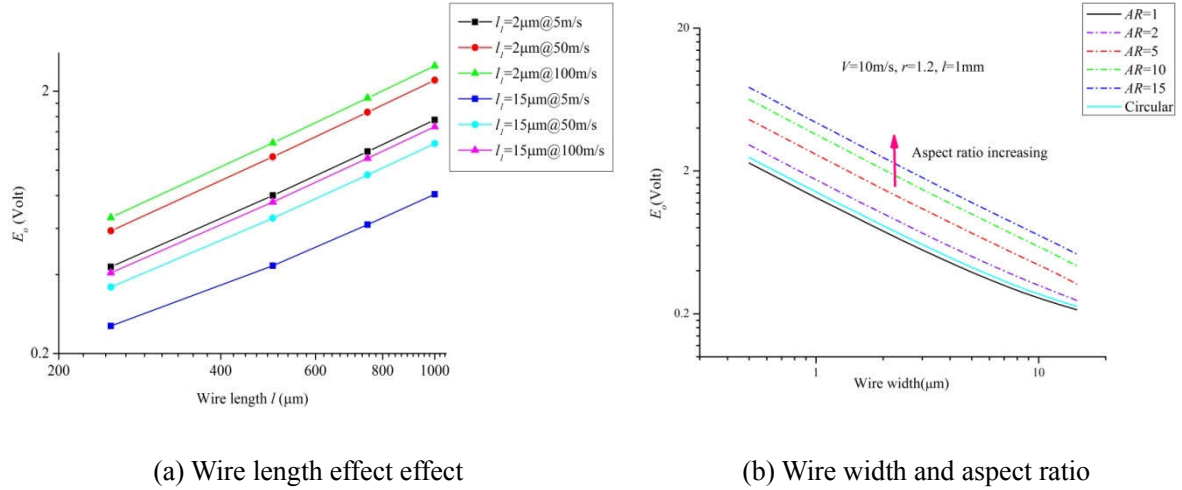 l_l=2μm@5m/s
l_l=2μm@50m/s
l_l=2μm@100m/s
l_l=15μm@5m/s
l_l=15μm@50m/s
l_l=15μm@100m/s
2
E_o (Volt)
0.2
200
400
600
800
1000
Wire length l (μm)
(a) Wire length effect effect
AR=1
AR=2
AR=5
AR=10
AR=15
Circular
20
V=10m/s, r=1.2, l=1mm
Aspect ratio increasing
2
E_o (Volt)
0.2
1
10
Wire width(μm)
(b) Wire width and aspect ratio